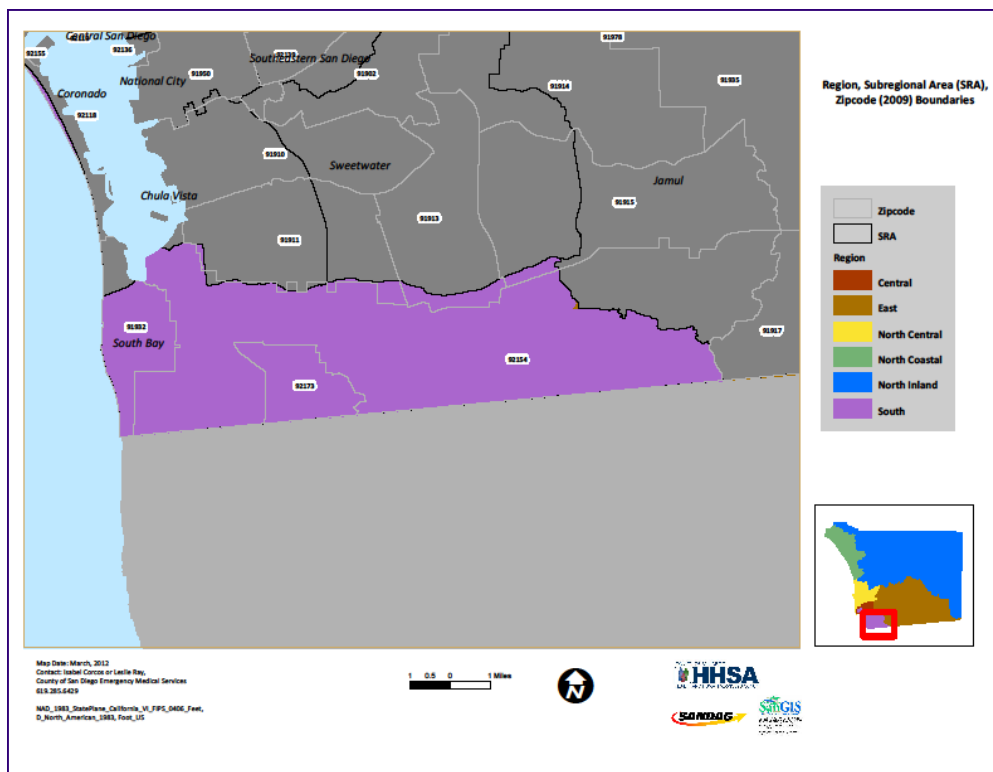 Central San Diego
92136
92155
National City
91950
Southeastern San Diego
91902
91978
91935
91914
Coronado
92118
91910
Sweetwater
Jamul
Chula Vista
91915
91913
91911
91932
South Bay
92173
92154
91917
Region, Subregional Area (SRA),
Zipcode (2009) Boundaries
Zipcode
SRA
Region
Central
East
North Central
North Coastal
North Inland
South
Map Date: March, 2012
Contact: Isabel Corcos or Leslie Ray,
County of San Diego Emergency Medical Services
619.285.6429
NAD_1983_StatePlane_California_VI_FIPS_0406_Feet,
D_North_American_1983, Foot_US
1 0.5 0 1 Miles
N
HHSA
SANDAG
SanGIS